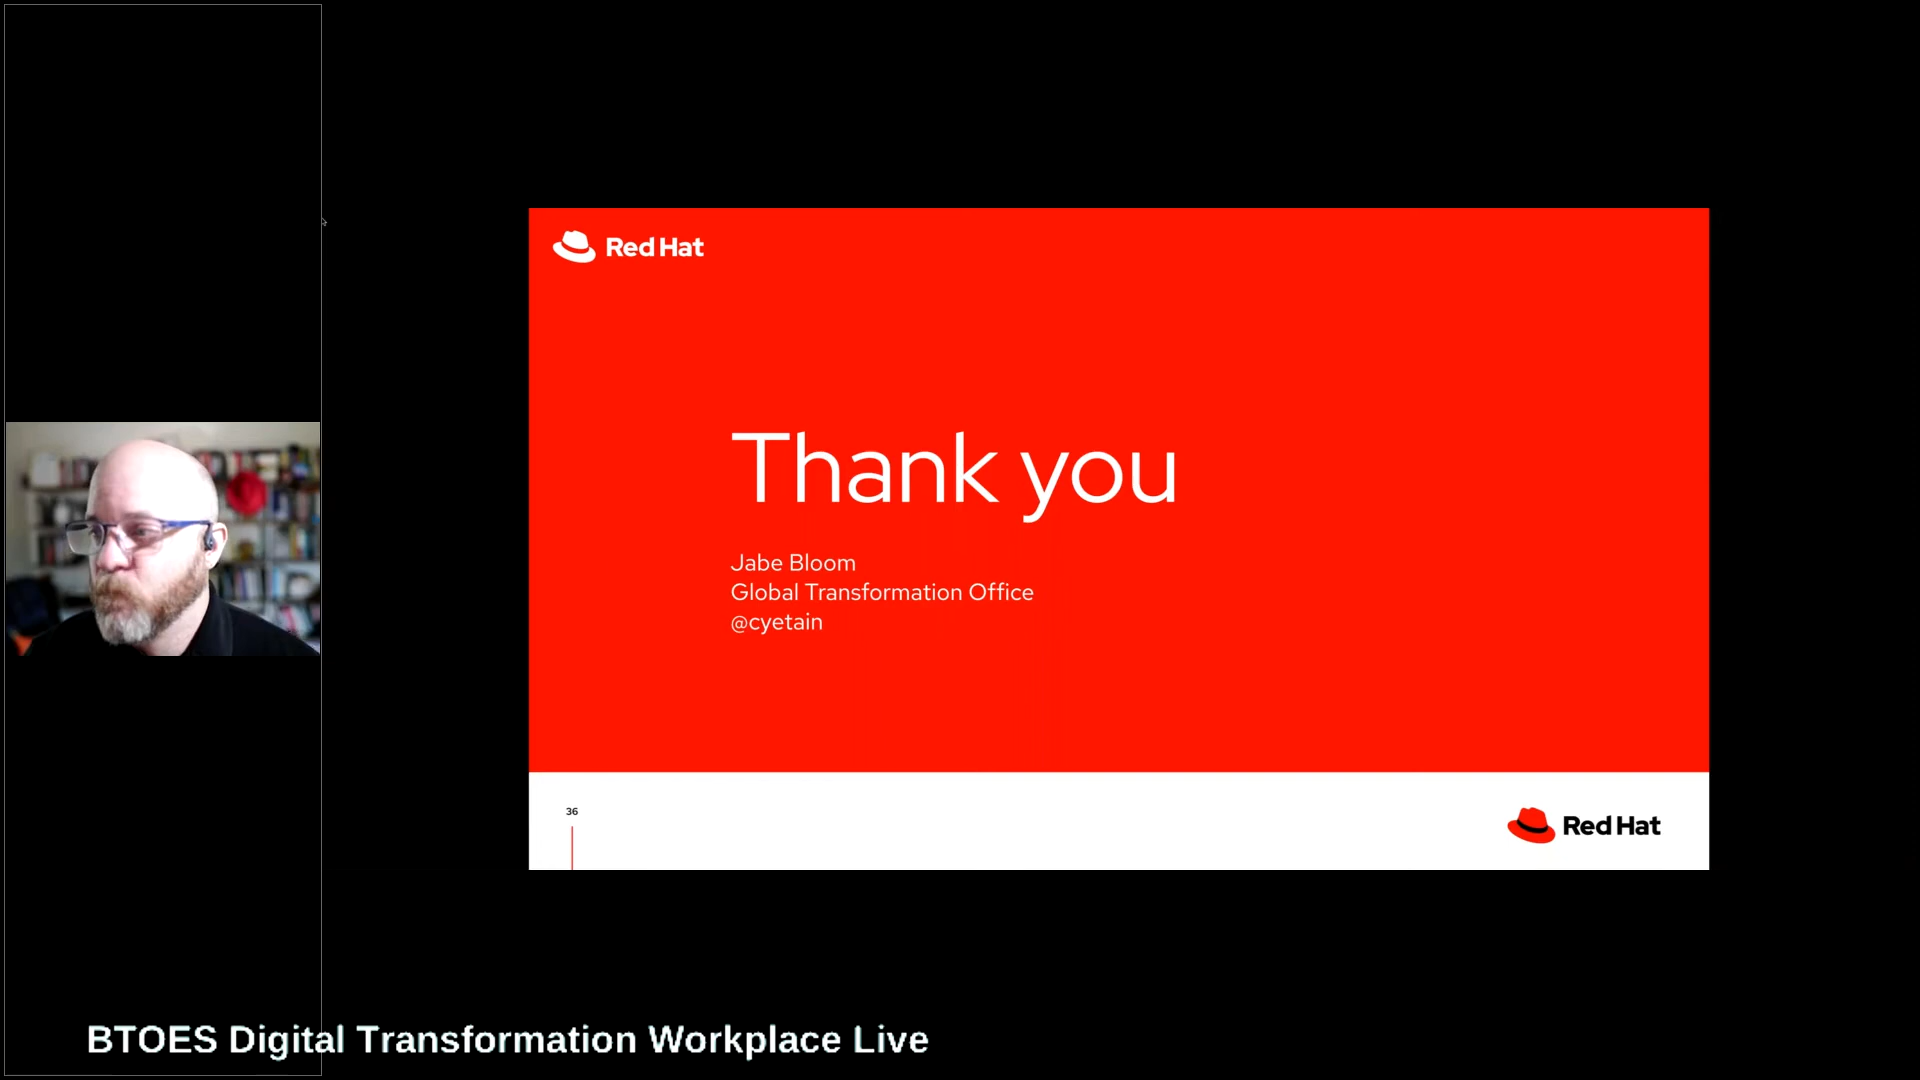 Red Hat
Thank you
Jabe Bloom
Global Transformation Office
@cyetain
36
Red Hat
BTOES Digital Transformation Workplace Live